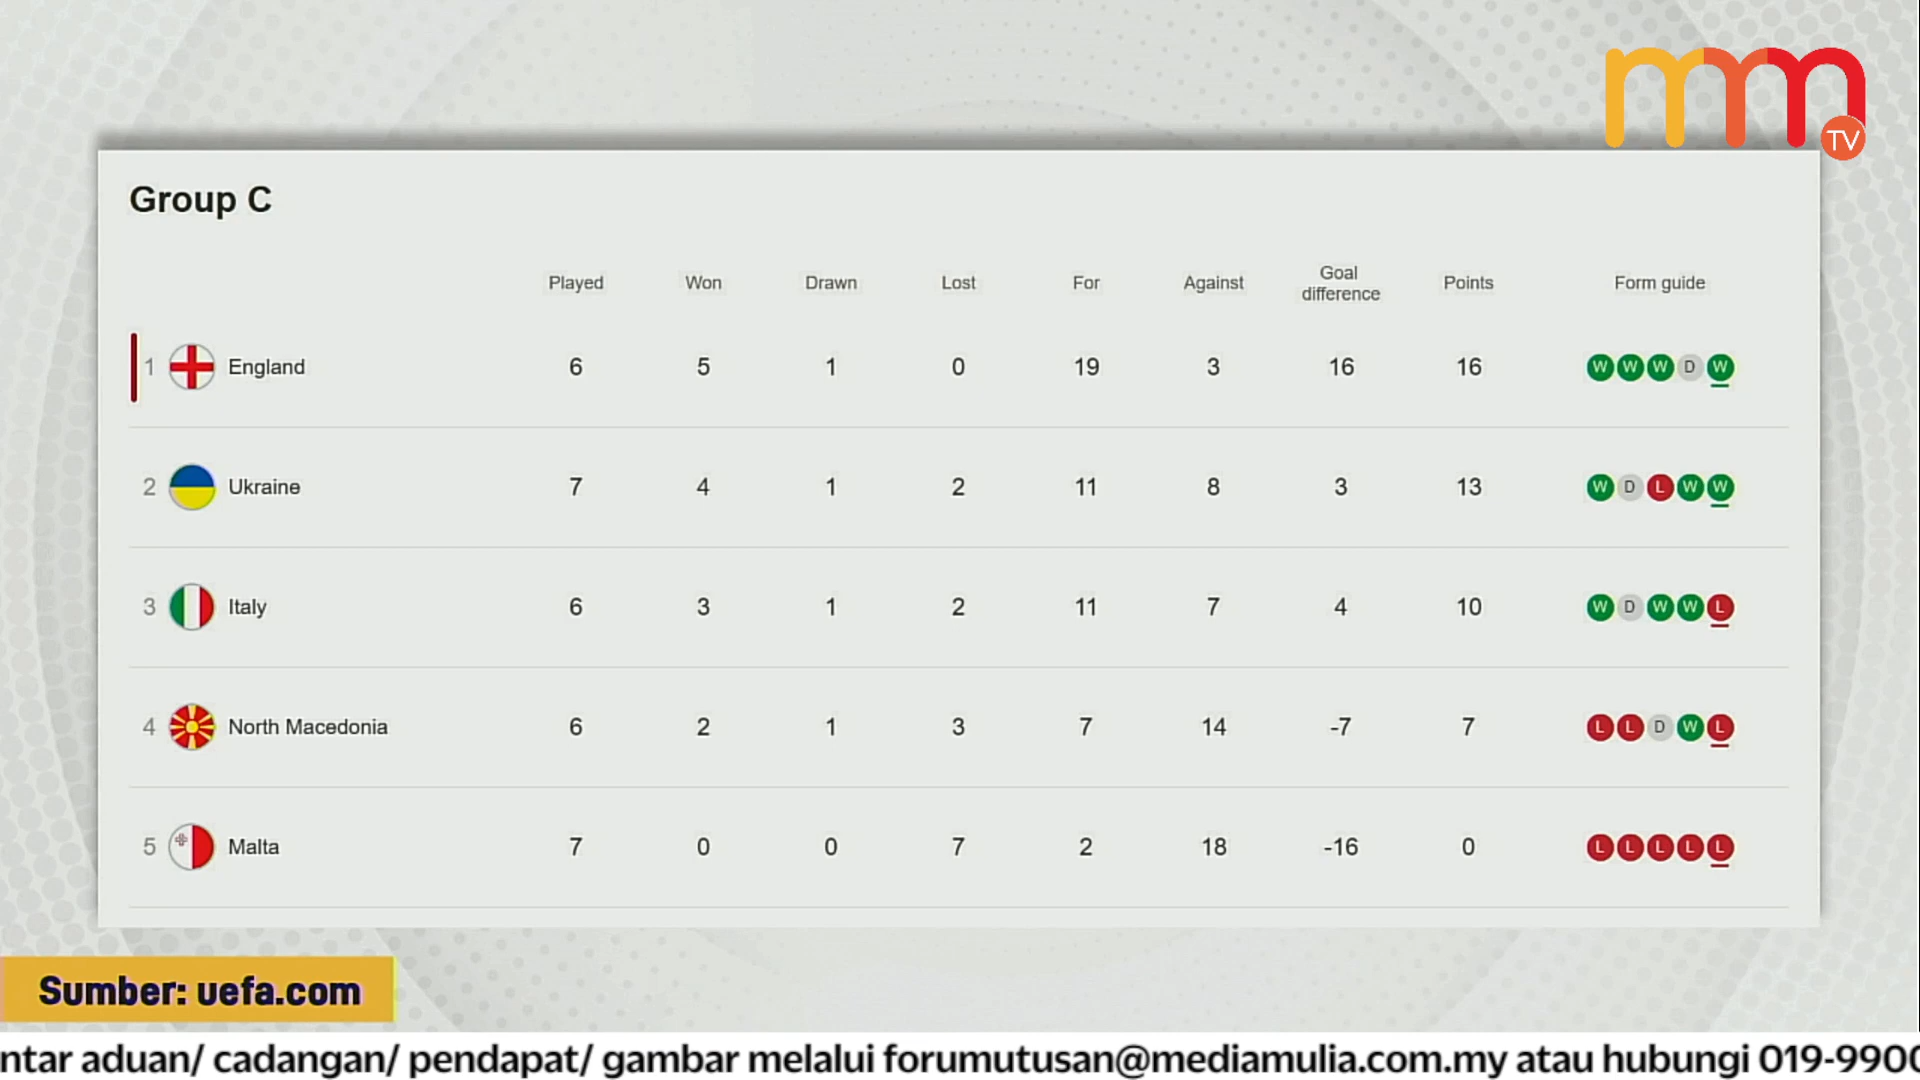 mm TV
Group C
Played Won Drawn Lost For Against Goal difference Points Form guide
1 England 6 5 1 0 19 3 16 16 W W W D W
2 Ukraine 7 4 1 2 11 8 3 13 W D L W W
3 Italy 6 3 1 2 11 7 4 10 W D W W L
4 North Macedonia 6 2 1 3 7 14 -7 7 L L D W L
5 Malta 7 0 0 7 2 18 -16 0 L L L L L
Sumber: uefa.com
ntar aduan/ cadangan/ pendapat/ gambar melalui forumutusan@mediamulia.com.my atau hubungi 019-9900